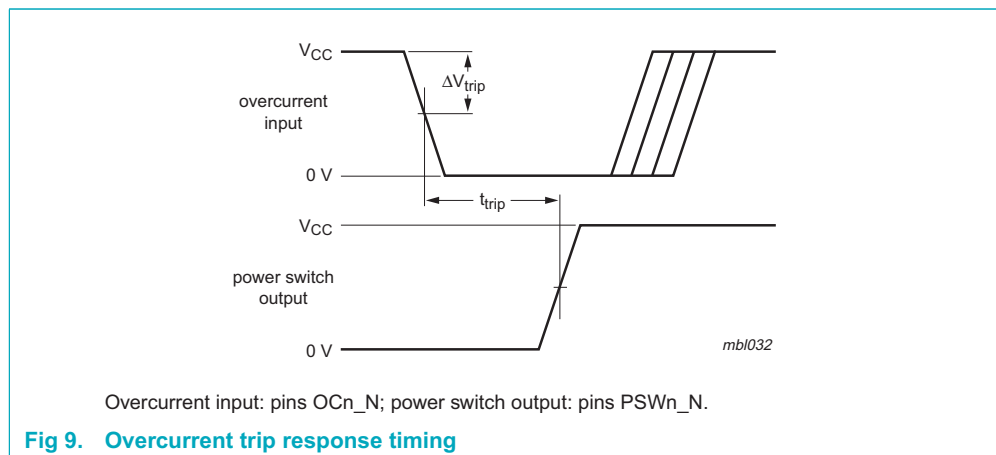 VCC
ΔVtrip
overcurrent
input
0 V
ttrip
VCC
power switch
output
0 V
mbl032
Overcurrent input: pins OCn_N; power switch output: pins PSWn_N.
Fig 9. Overcurrent trip response timing